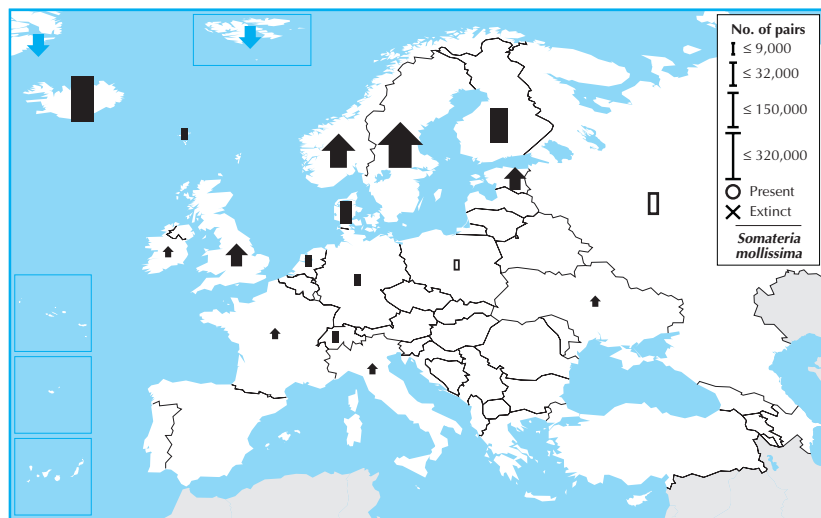 No. of pairs
≤ 9,000
≤ 32,000
≤ 150,000
≤ 320,000
Present
Extinct
Somateria
mollissima